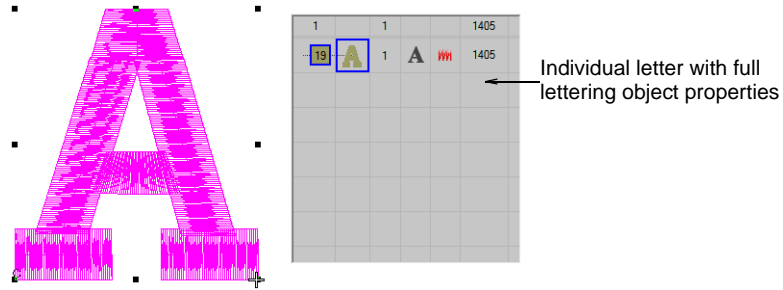 1 1 1405
19 A 1 A 1405
Individual letter with full
lettering object properties